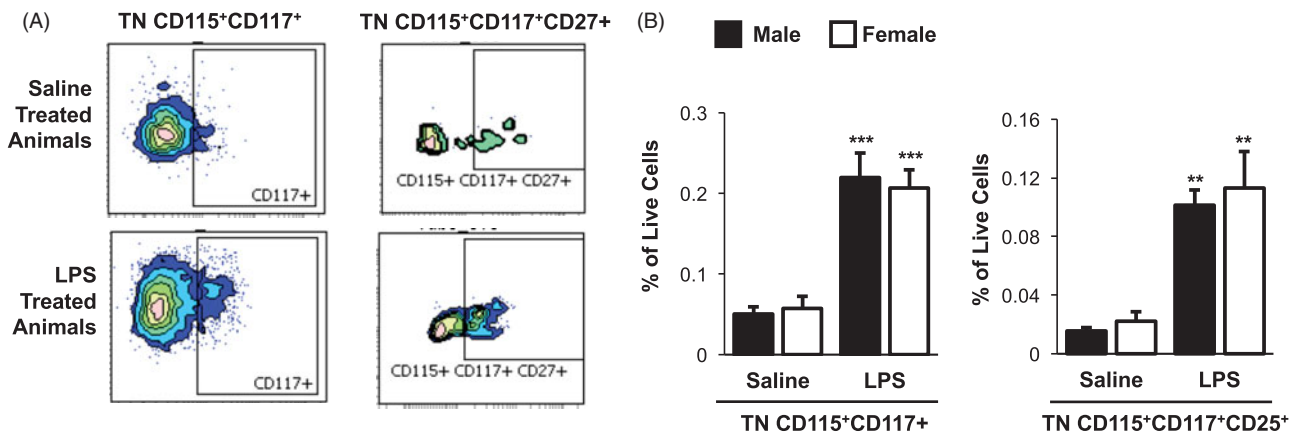 (A)
TN CD115+CD117+
TN CD115+CD117+CD27+
Saline
Treated
Animals
CD117+
CD115+ CD117+ CD27+
LPS
Treated
Animals
CD117+
CD115+ CD117+ CD27+
(B)
Male
Female
% of Live Cells
0.3
0.2
0.1
0
***
***
Saline
LPS
TN CD115+CD117+
% of Live Cells
0.16
0.12
0.08
0.04
0
**
**
Saline
LPS
TN CD115+CD117+CD25+